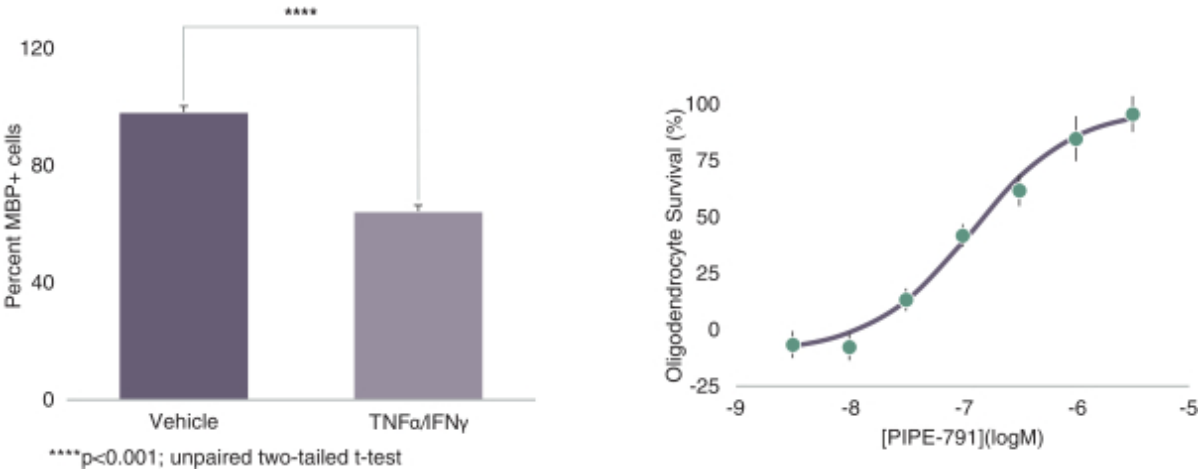 ****
120
80
40
0
Percent MBP+ cells
Vehicle
TNFα/IFNγ
****p<0.001; unpaired two-tailed t-test
100
75
50
25
0
-25
Oligodendrocyte Survival (%)
-9
-8
-7
-6
-5
[PIPE-791](logM)